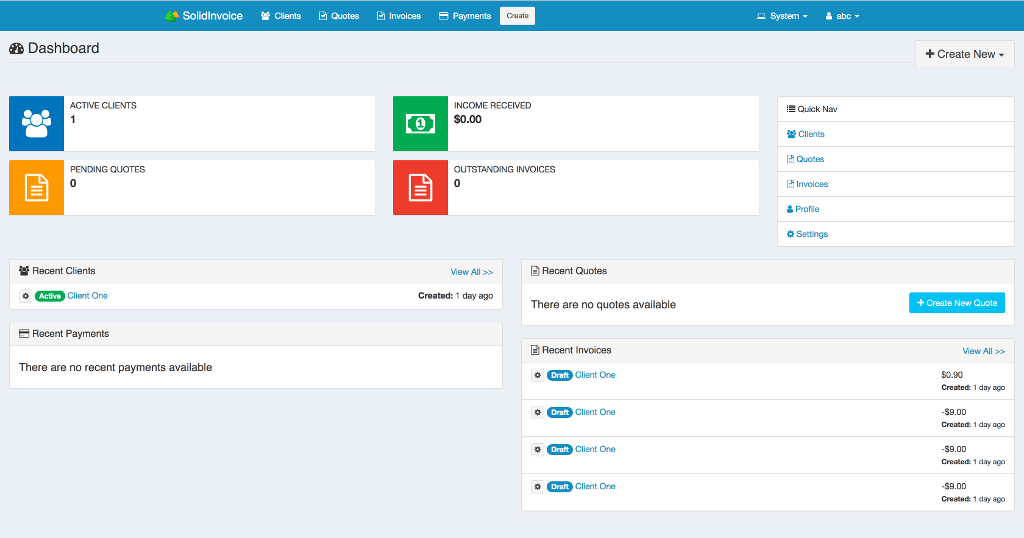 SolidInvoice Clients Quotes Invoices Payments Create System abc
Dashboard
Create New
ACTIVE CLIENTS
1
INCOME RECEIVED
$0.00
PENDING QUOTES
0
OUTSTANDING INVOICES
0
Quick Nav
Clients
Quotes
Invoices
Profile
Settings
Recent Clients View All >>
Active Client One Created: 1 day ago
Recent Payments
There are no recent payments available
Recent Quotes
There are no quotes available + Create New Quote
Recent Invoices View All >>
Draft Client One $0.90
Created: 1 day ago
Draft Client One -$9.00
Created: 1 day ago
Draft Client One -$9.00
Created: 1 day ago
Draft Client One -$9.00
Created: 1 day ago